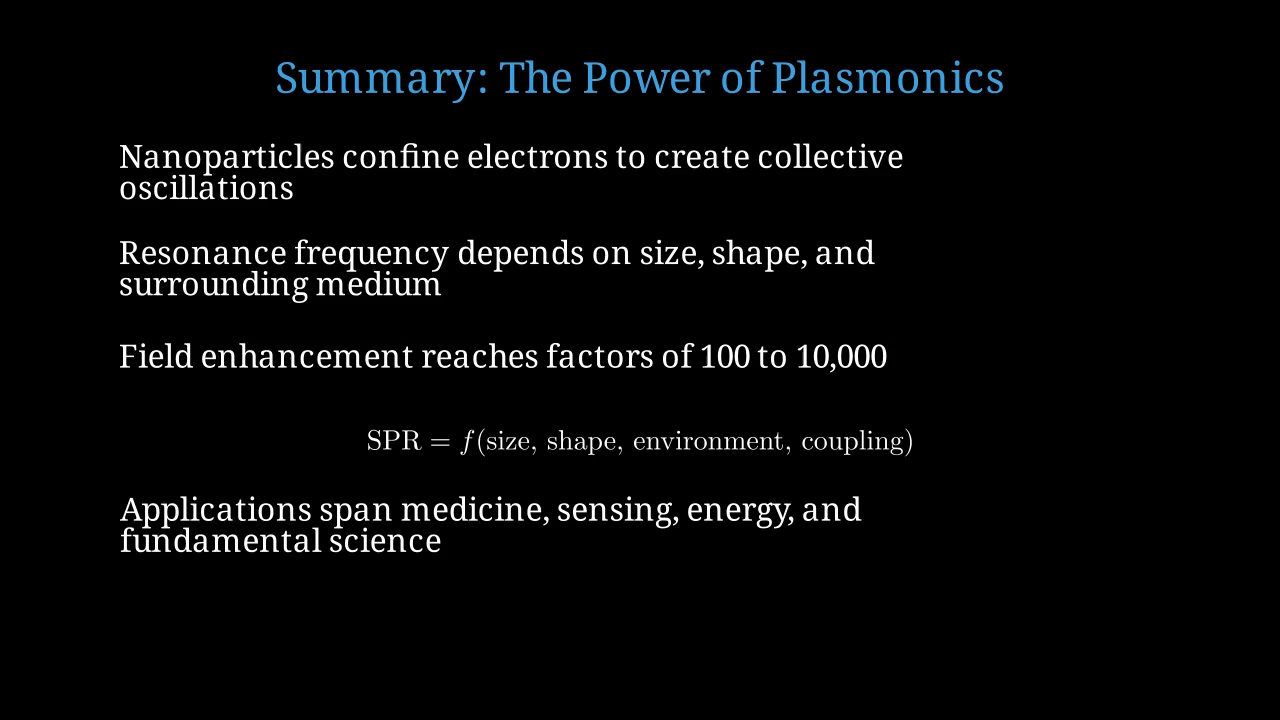 Summary: The Power of Plasmonics
Nanoparticles confine electrons to create collective
oscillations
Resonance frequency depends on size, shape, and
surrounding medium
Field enhancement reaches factors of 100 to 10,000
SPR = f(size, shape, environment, coupling)
Applications span medicine, sensing, energy, and
fundamental science